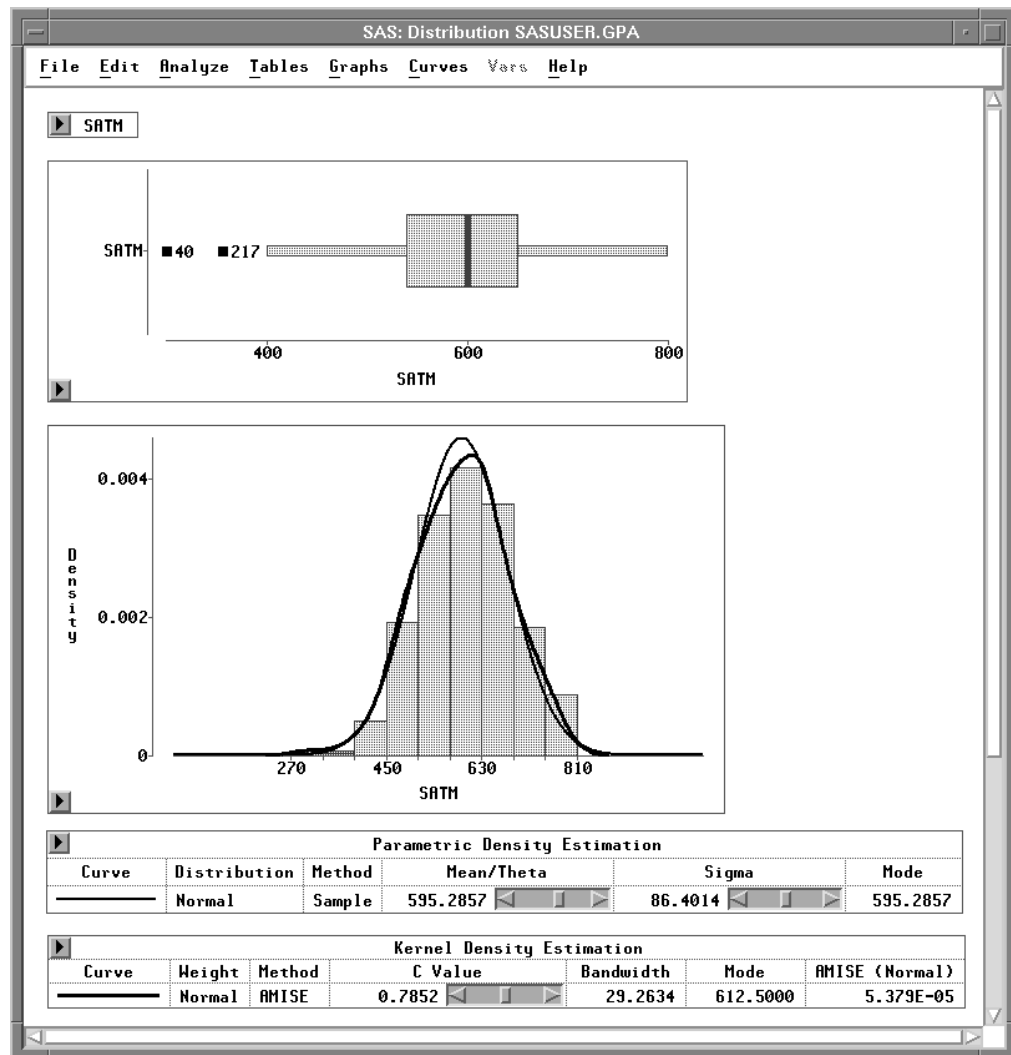 SAS: Distribution SASUSER.GPA
File Edit Analyze Tables Graphs Curves Vars Help
SATM
SATM 40 217
400 600 800
SATM
0.004
Density
0.002
0
270 450 630 810
SATM
Parametric Density Estimation
Curve Distribution Method Mean/Theta Sigma Mode
Normal Sample 595.2857 86.4014 595.2857
Kernel Density Estimation
Curve Weight Method C Value Bandwidth Mode AMISE (Normal)
Normal AMISE 0.7852 29.2634 612.5000 5.379E-05